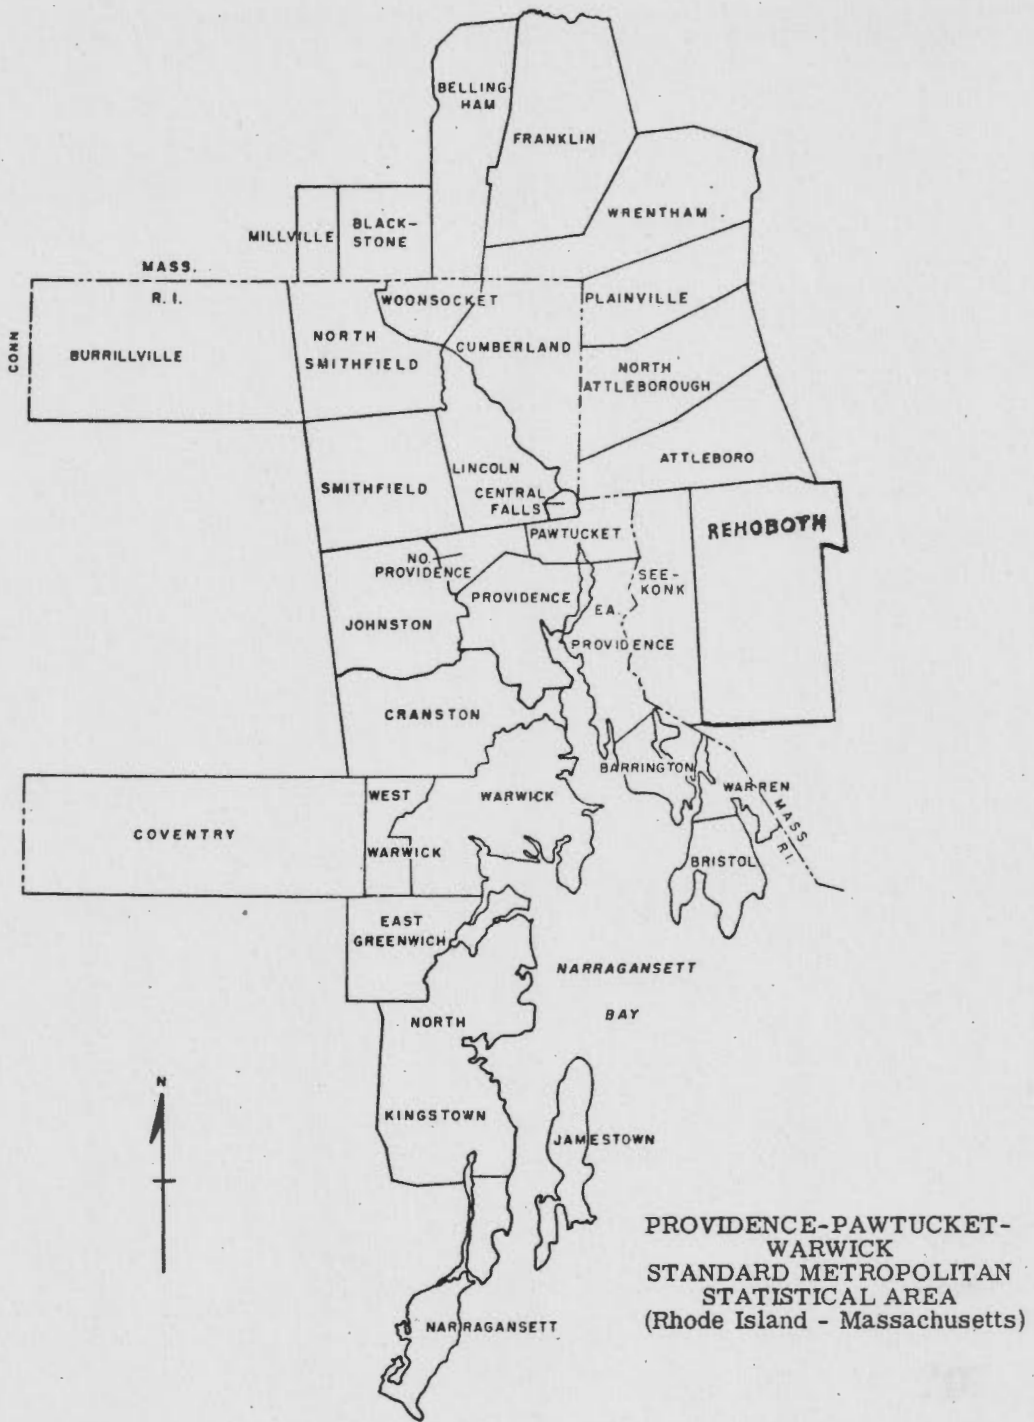 BELLING-
HAM
FRANKLIN
WRENTHAM
MILLVILLE
BLACK-
STONE
MASS.
R. I.
CONN
BURRILLVILLE
WOONSOCKET
NORTH
SMITHFIELD
CUMBERLAND
PLAINVILLE
NORTH
ATTLEBOROUGH
ATTLEBORO
SMITHFIELD
LINCOLN
CENTRAL
FALLS
PAWTUCKET
REHOBOTH
NO.
PROVIDENCE
PROVIDENCE
SEE-
KONK
EA.
PROVIDENCE
JOHNSTON
CRANSTON
BARRINGTON
WARREN
MASS
R.I.
WEST
WARWICK
WARWICK
COVENTRY
BRISTOL
EAST
GREENWICH
NARRAGANSETT
BAY
NORTH
KINGSTOWN
N
JAMESTOWN
NARRAGANSETT
PROVIDENCE-PAWTUCKET-
WARWICK
STANDARD METROPOLITAN
STATISTICAL AREA
(Rhode Island - Massachusetts)